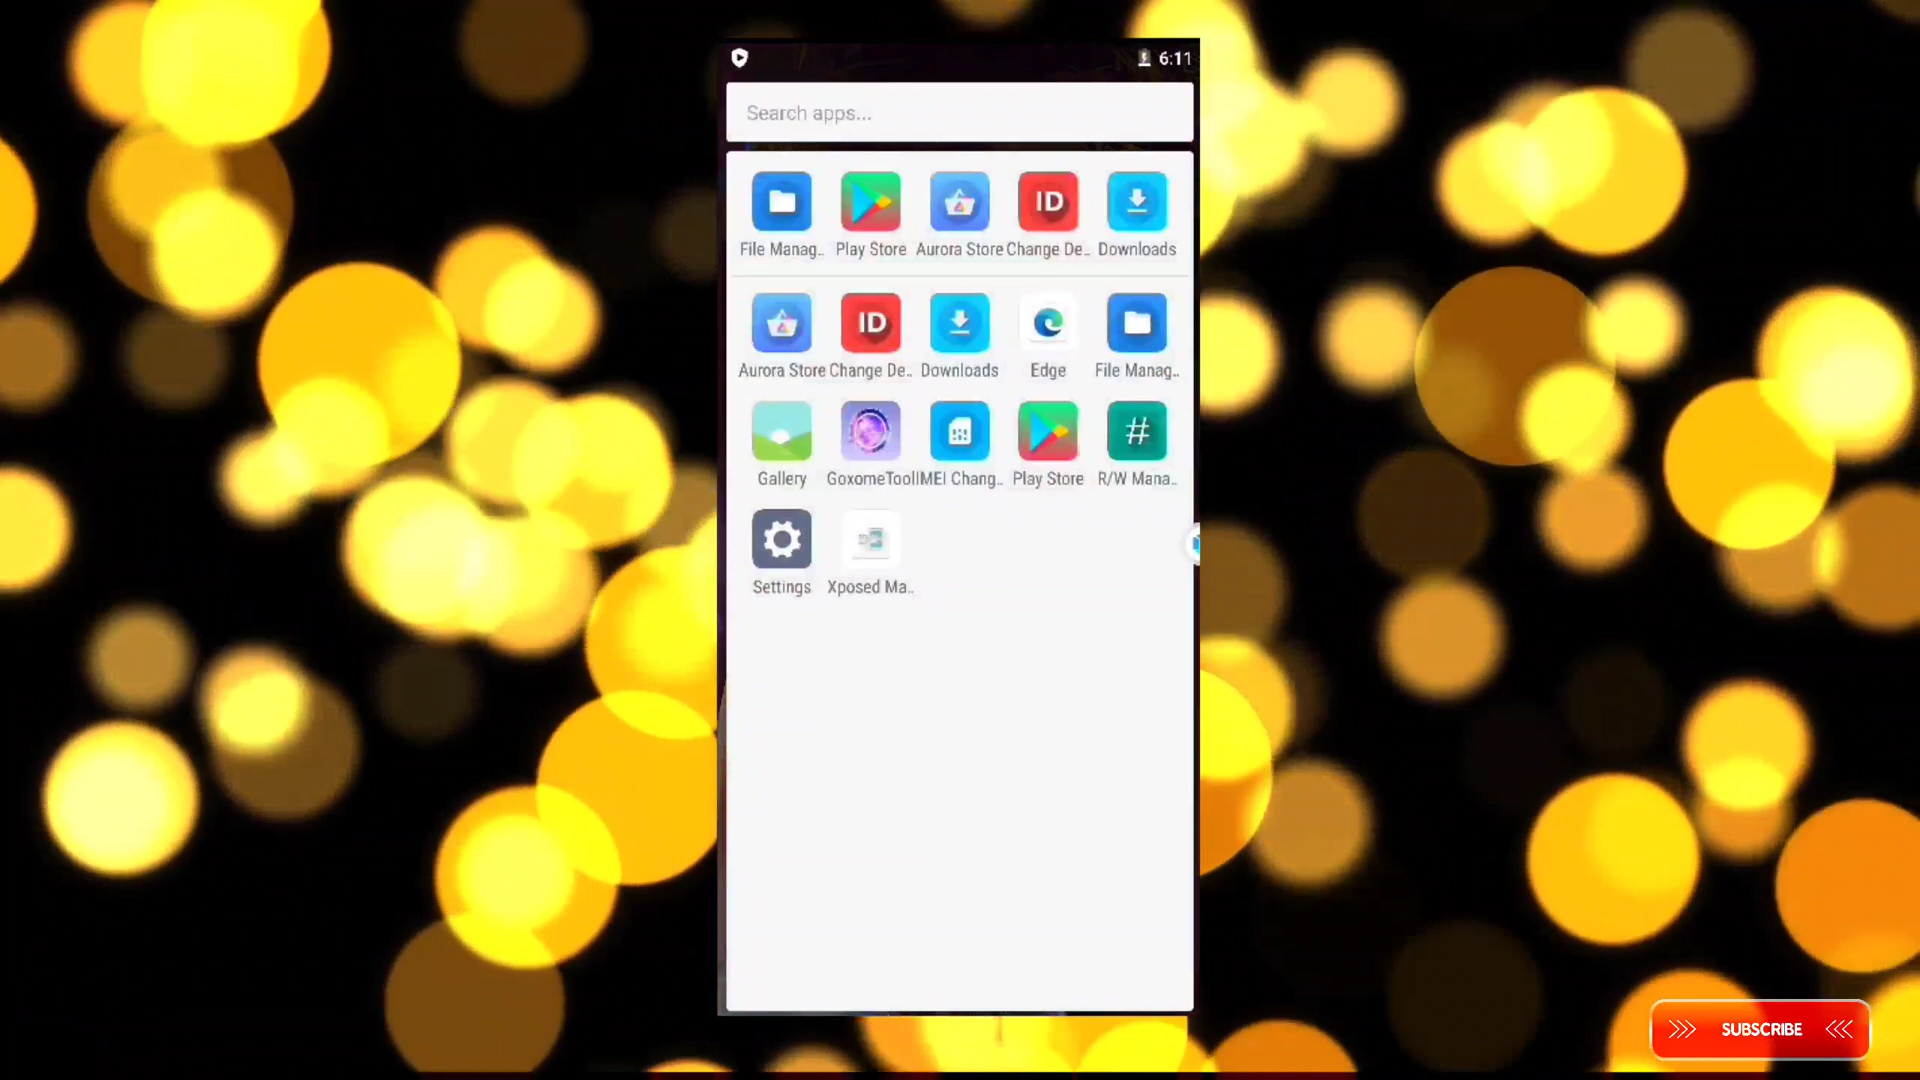 6:11
Search apps...
File Manag..
Play Store
Aurora Store
Change De..
Downloads
Aurora Store
Change De..
Downloads
Edge
File Manag..
Gallery
GoxomeTool
IMEI Chang..
Play Store
R/W Mana..
Settings
Xposed Ma..
ID
ID
#
SUBSCRIBE